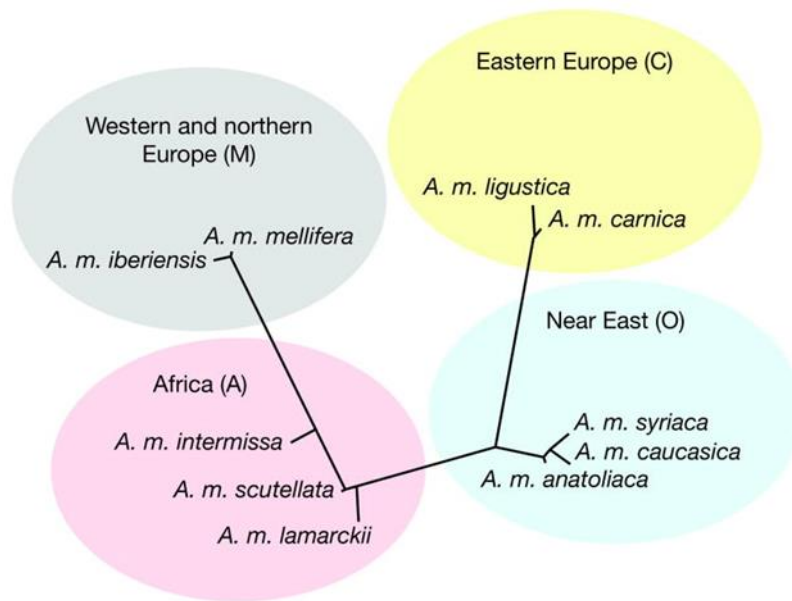 Western and northern
Europe (M)
A. m. mellifera
A. m. iberiensis
Eastern Europe (C)
A. m. ligustica
A. m. carnica
Africa (A)
A. m. intermissa
A. m. scutellata
A. m. lamarckii
Near East (O)
A. m. syriaca
A. m. caucasica
A. m. anatoliaca